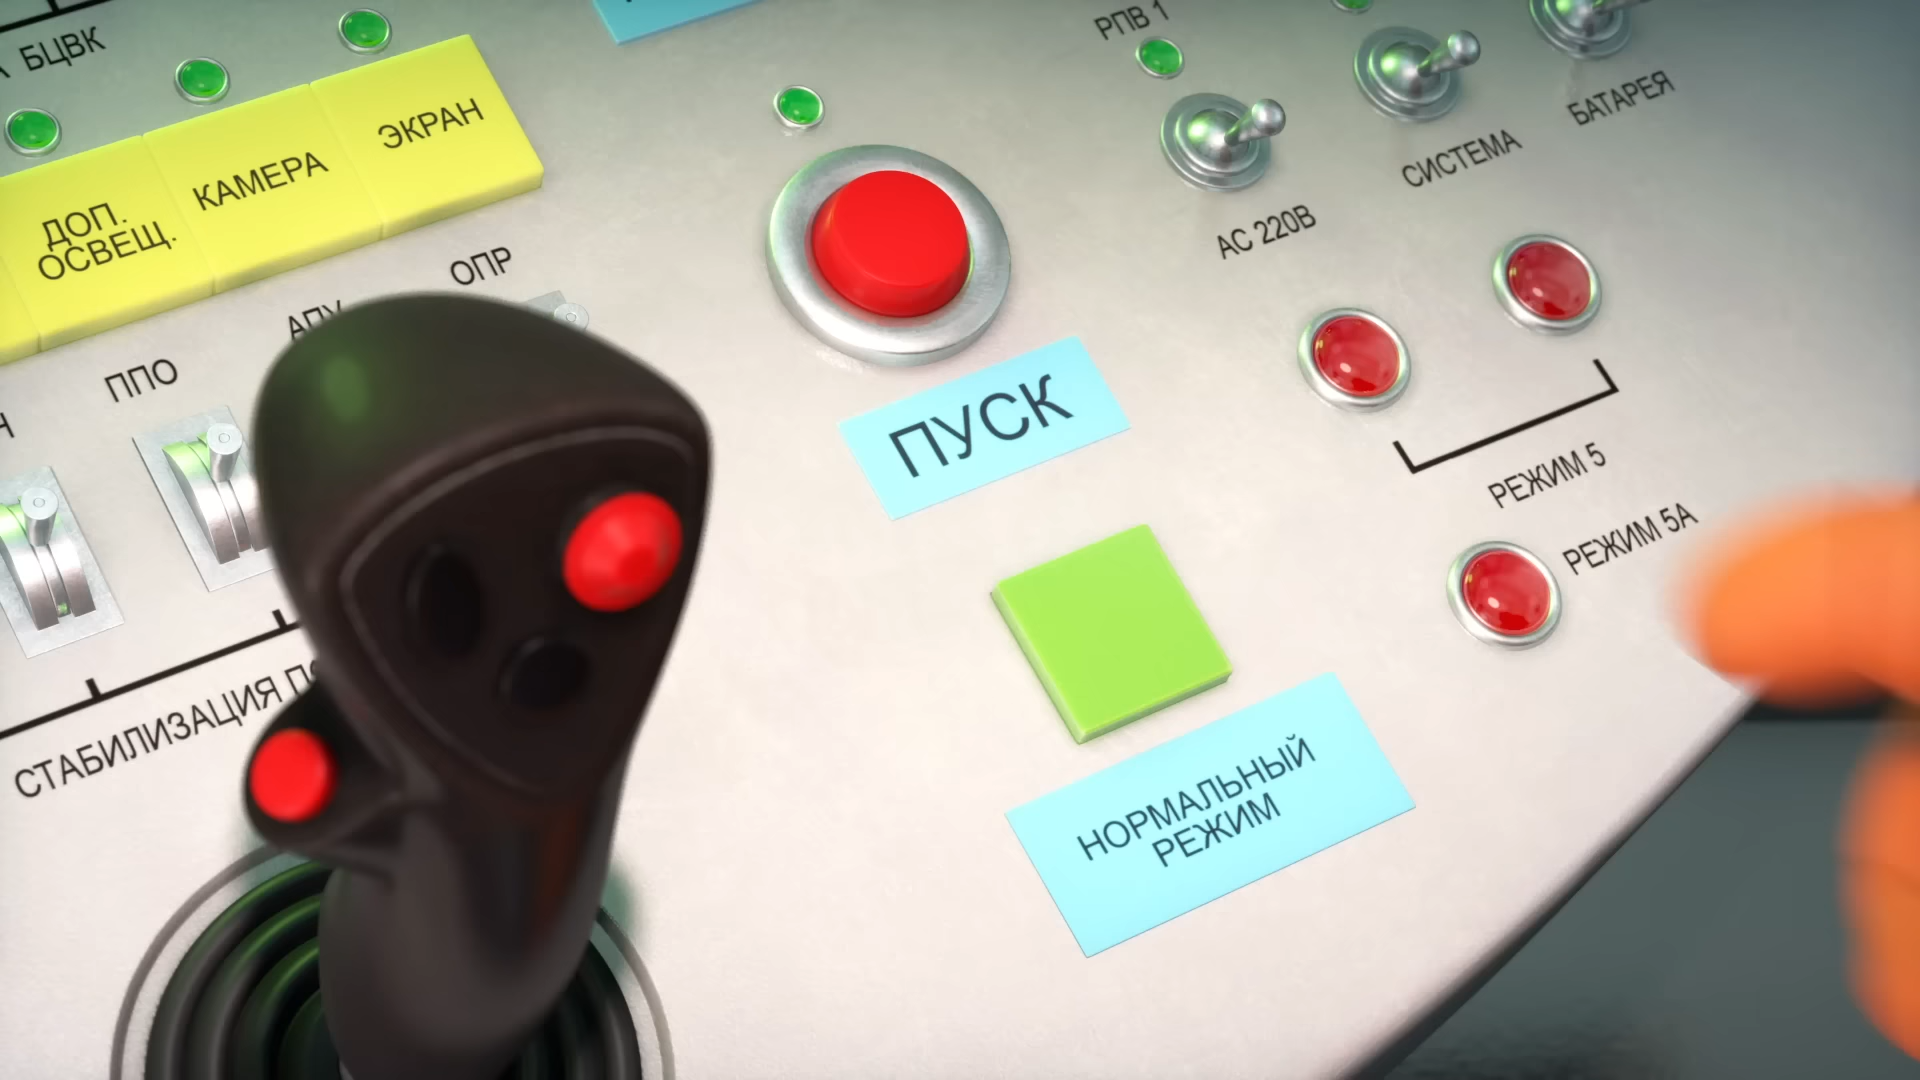 БЦВК
ЭКРАН
КАМЕРА
ДОП.
ОСВЕЩ.
ОПР
АПУ
ППО
СТАБИЛИЗАЦИЯ
РПВ 1
БАТАРЕЯ
СИСТЕМА
АС 220В
ПУСК
РЕЖИМ 5
РЕЖИМ 5А
НОРМАЛЬНЫЙ
РЕЖИМ